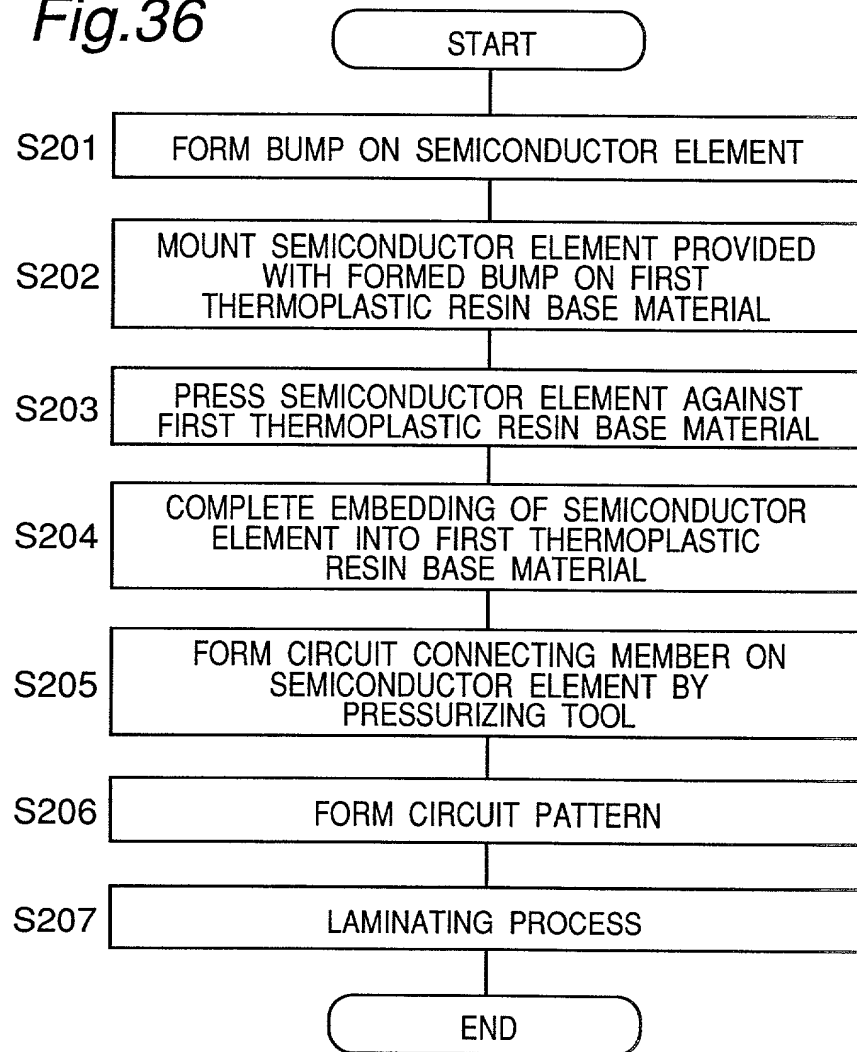 Fig.36
START
S201 FORM BUMP ON SEMICONDUCTOR ELEMENT
S202 MOUNT SEMICONDUCTOR ELEMENT PROVIDED
WITH FORMED BUMP ON FIRST
THERMOPLASTIC RESIN BASE MATERIAL
S203 PRESS SEMICONDUCTOR ELEMENT AGAINST
FIRST THERMOPLASTIC RESIN BASE MATERIAL
S204 COMPLETE EMBEDDING OF SEMICONDUCTOR
ELEMENT INTO FIRST THERMOPLASTIC
RESIN BASE MATERIAL
S205 FORM CIRCUIT CONNECTING MEMBER ON
SEMICONDUCTOR ELEMENT BY
PRESSURIZING TOOL
S206 FORM CIRCUIT PATTERN
S207 LAMINATING PROCESS
END